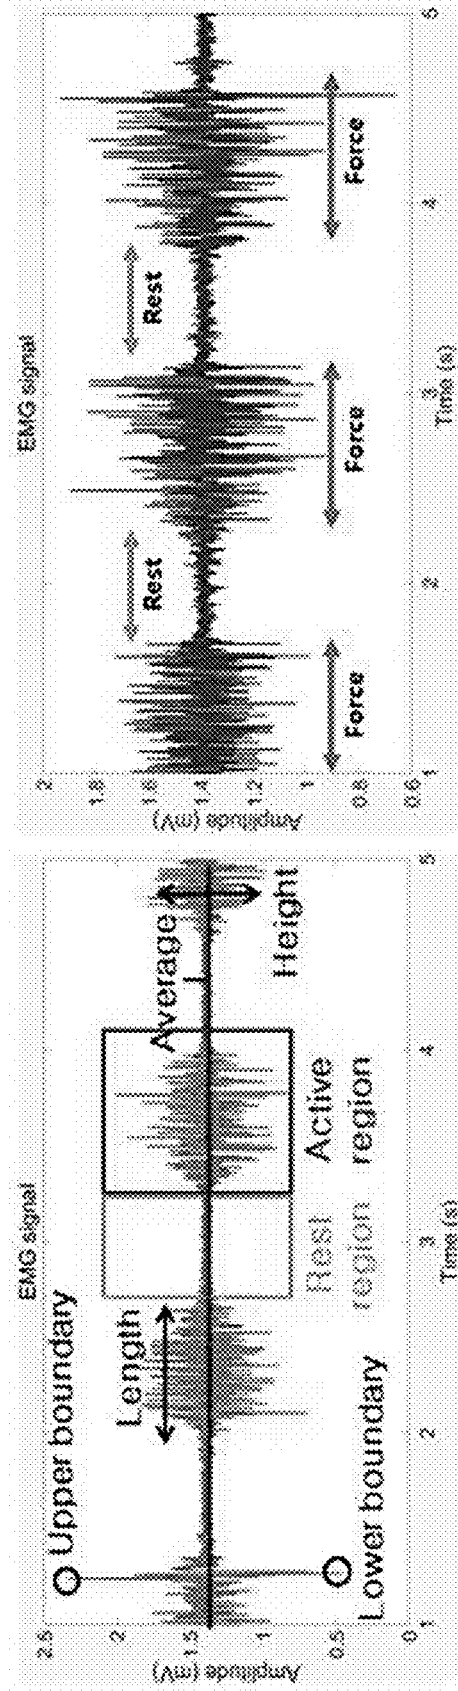 EMG signal
Upper boundary
Length
Average
Height
Rest
region
Active
region
Lower boundary
Amplitude (mV)
2.5
2
1.5
1
0.5
0
1
2
3
4
5
Time (s)
EMG signal
Rest
Rest
Force
Force
Force
Amplitude (mV)
2
1.8
1.6
1.4
1.2
1
0.8
0.6
1
2
3
4
5
Time (s)